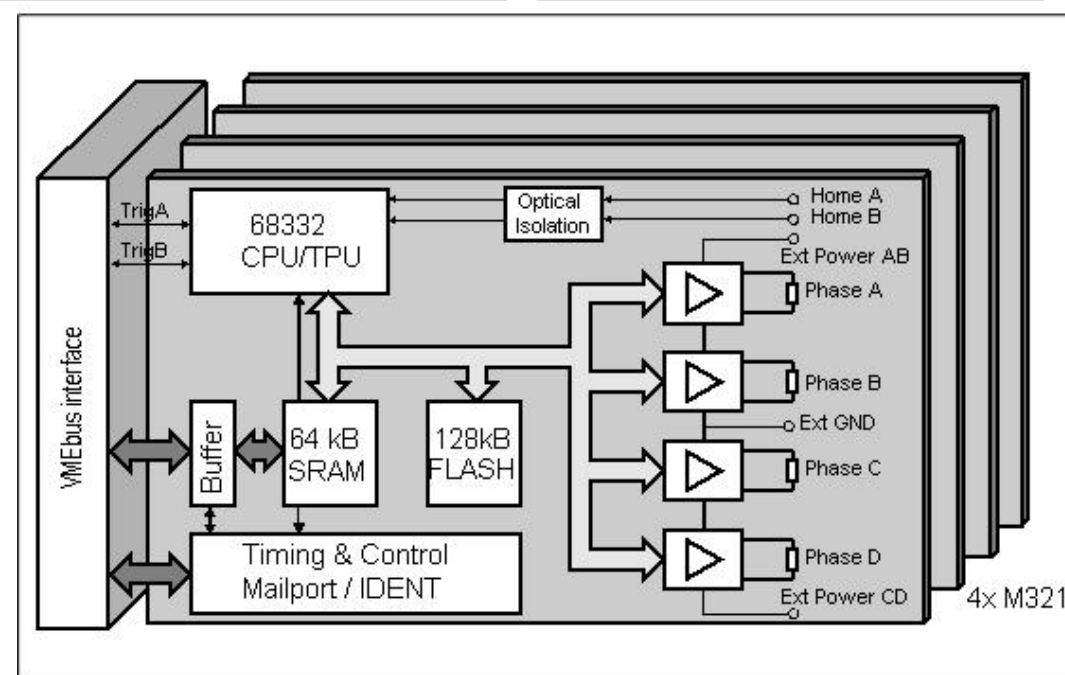 TrigA
TrigB
68332
CPU/TPU
Optical
Isolation
Home A
Home B
Ext Power AB
Phase A
Phase B
Ext GND
Phase C
Phase D
Ext Power CD
VMEbus interface
Buffer
64 kB
SRAM
128kB
FLASH
Timing & Control
Mailport / IDENT
4x M321